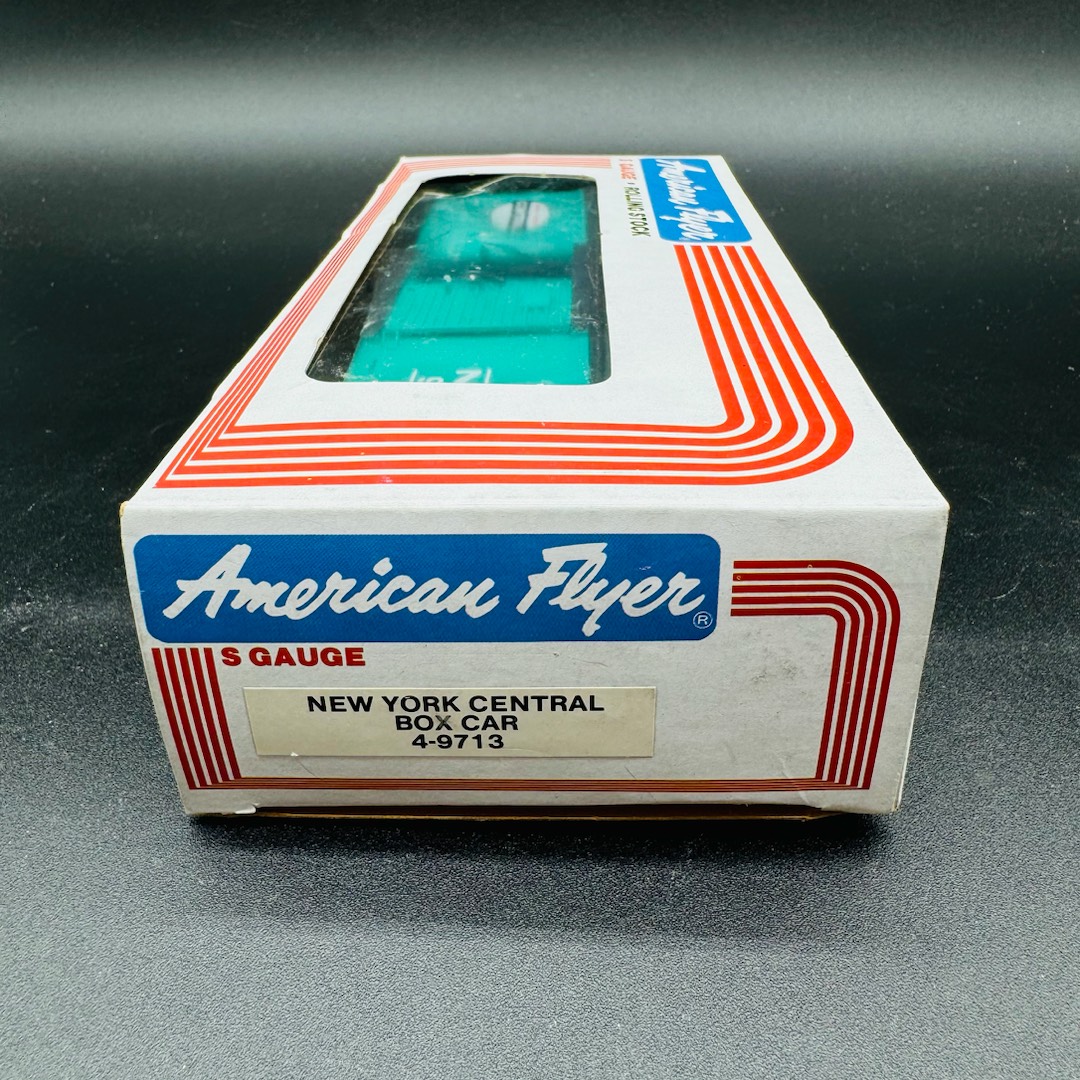 American Flyer
S GAUGE • ROLLING STOCK
American Flyer®
S GAUGE
NEW YORK CENTRAL
BOX CAR
4-9713